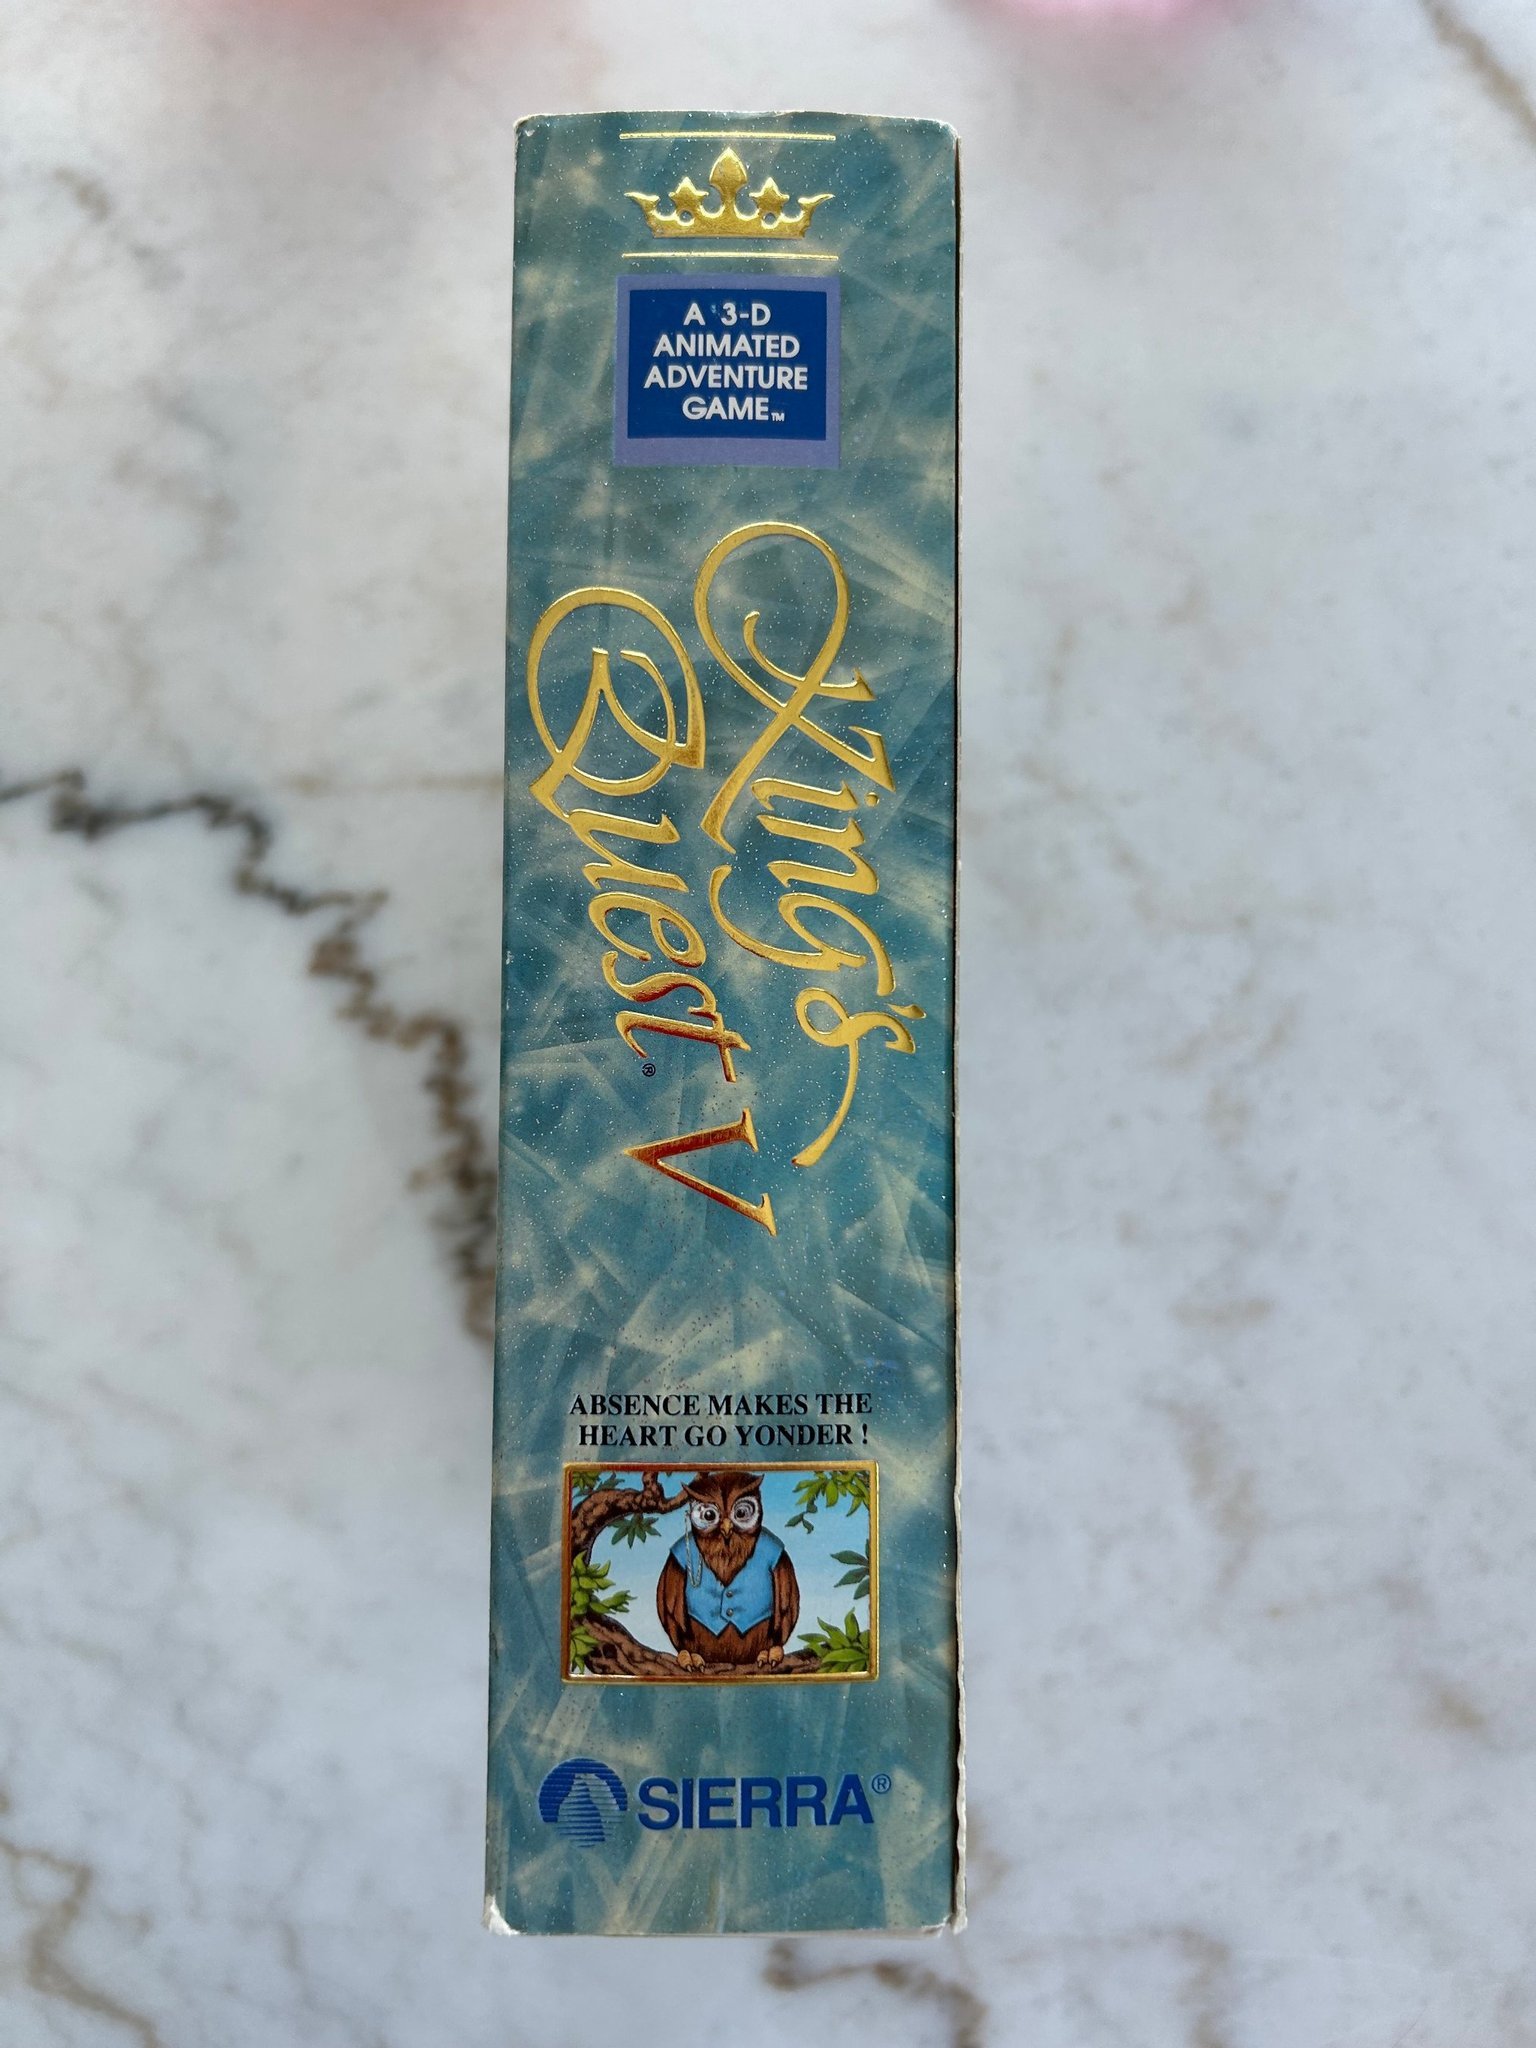 A 3-D
ANIMATED
ADVENTURE
GAME™
King's
Quest® V
ABSENCE MAKES THE
HEART GO YONDER !
SIERRA®